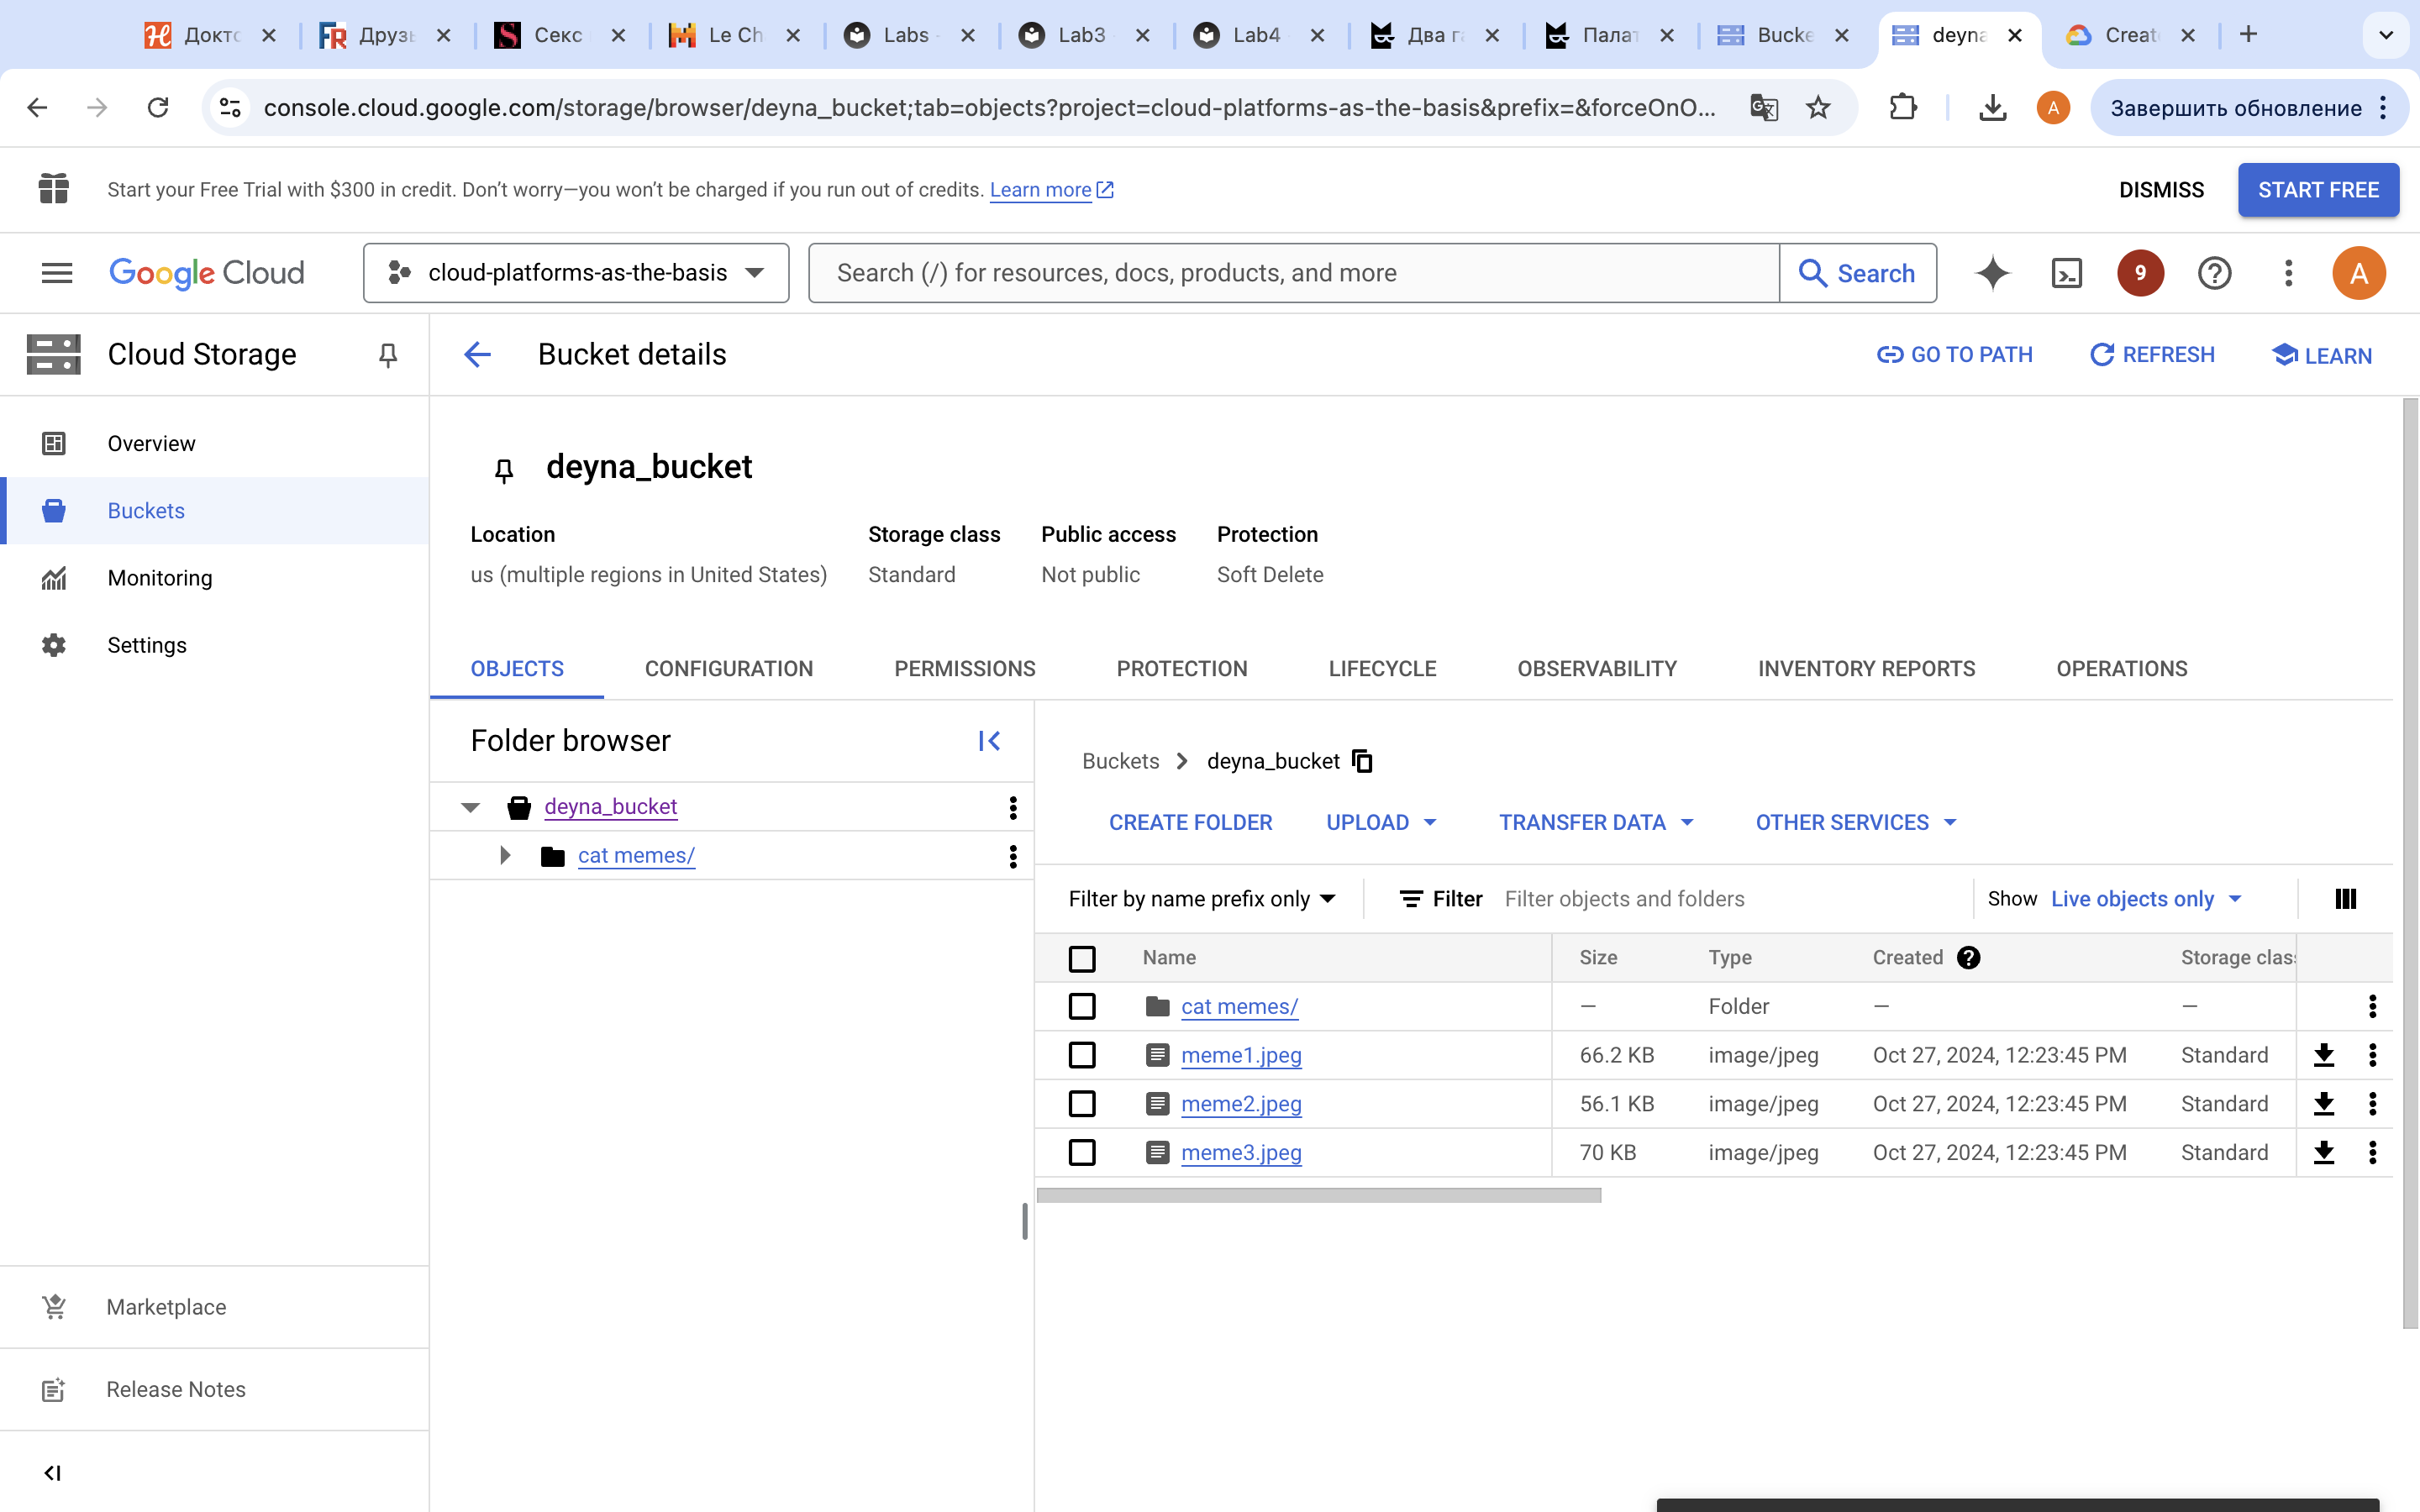 Докто
Друзь
Секс
Le Ch
Labs -
Lab3
Lab4
Два га
Палат
Bucke
deyna
Creat
console.cloud.google.com/storage/browser/deyna_bucket;tab=objects?project=cloud-platforms-as-the-basis&prefix=&forceOnO...
A
Завершить обновление
Start your Free Trial with $300 in credit. Don't worry—you won't be charged if you run out of credits. Learn more
DISMISS
START FREE
Google Cloud
cloud-platforms-as-the-basis
Search (/) for resources, docs, products, and more
Search
9
A
Cloud Storage
Bucket details
GO TO PATH
REFRESH
LEARN
Overview
Buckets
Monitoring
Settings
Marketplace
Release Notes
deyna_bucket
Location Storage class Public access Protection
us (multiple regions in United States) Standard Not public Soft Delete
OBJECTS CONFIGURATION PERMISSIONS PROTECTION LIFECYCLE OBSERVABILITY INVENTORY REPORTS OPERATIONS
Folder browser
deyna_bucket
cat memes/
Buckets > deyna_bucket
CREATE FOLDER UPLOAD TRANSFER DATA OTHER SERVICES
Filter by name prefix only Filter Filter objects and folders Show Live objects only
Name Size Type Created Storage clas
cat memes/ — Folder — —
meme1.jpeg 66.2 KB image/jpeg Oct 27, 2024, 12:23:45 PM Standard
meme2.jpeg 56.1 KB image/jpeg Oct 27, 2024, 12:23:45 PM Standard
meme3.jpeg 70 KB image/jpeg Oct 27, 2024, 12:23:45 PM Standard